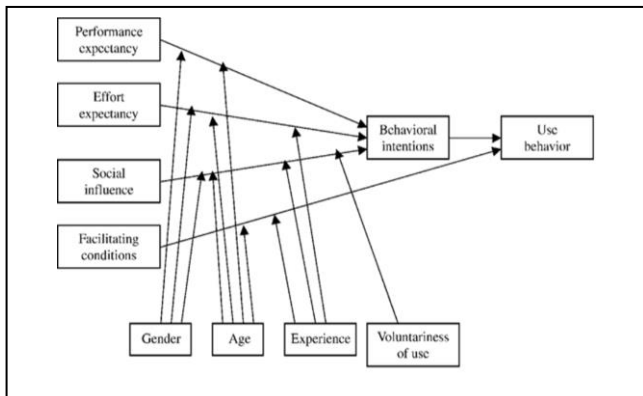 Performance
expectancy
Effort
expectancy
Behavioral
intentions
Use
behavior
Social
influence
Facilitating
conditions
Gender
Age
Experience
Voluntariness
of use